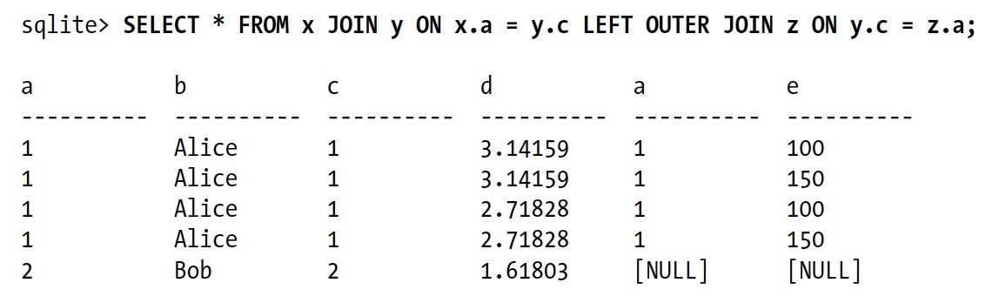 sqlite> SELECT * FROM x JOIN y ON x.a = y.c LEFT OUTER JOIN z ON y.c = z.a;
a b c d a e
---------- ---------- ---------- ---------- ---------- ----------
1 Alice 1 3.14159 1 100
1 Alice 1 3.14159 1 150
1 Alice 1 2.71828 1 100
1 Alice 1 2.71828 1 150
2 Bob 2 1.61803 [NULL] [NULL]